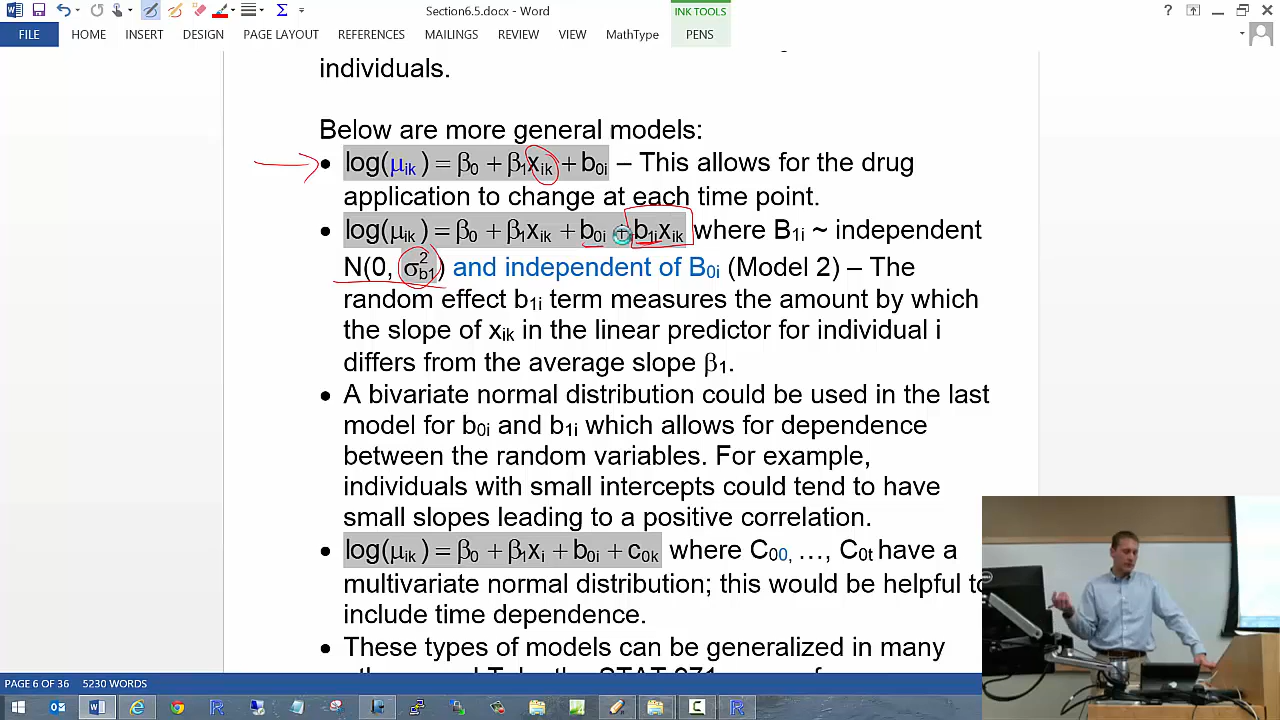 Section6.5.docx - Word
INK TOOLS
FILE HOME INSERT DESIGN PAGE LAYOUT REFERENCES MAILINGS REVIEW VIEW MathType PENS
individuals.
Below are more general models:
• log(μik) = β0 + β1xik + b0i – This allows for the drug
application to change at each time point.
• log(μik) = β0 + β1xik + b0i + b1ixik where B1i ~ independent
N(0, σ²b1) and independent of B0i (Model 2) – The
random effect b1i term measures the amount by which
the slope of xik in the linear predictor for individual i
differs from the average slope β1.
• A bivariate normal distribution could be used in the last
model for b0i and b1i which allows for dependence
between the random variables. For example,
individuals with small intercepts could tend to have
small slopes leading to a positive correlation.
• log(μik) = β0 + β1xi + b0i + c0k where C00, …, C0t have a
multivariate normal distribution; this would be helpful to
include time dependence.
• These types of models can be generalized in many
PAGE 6 OF 36 5230 WORDS